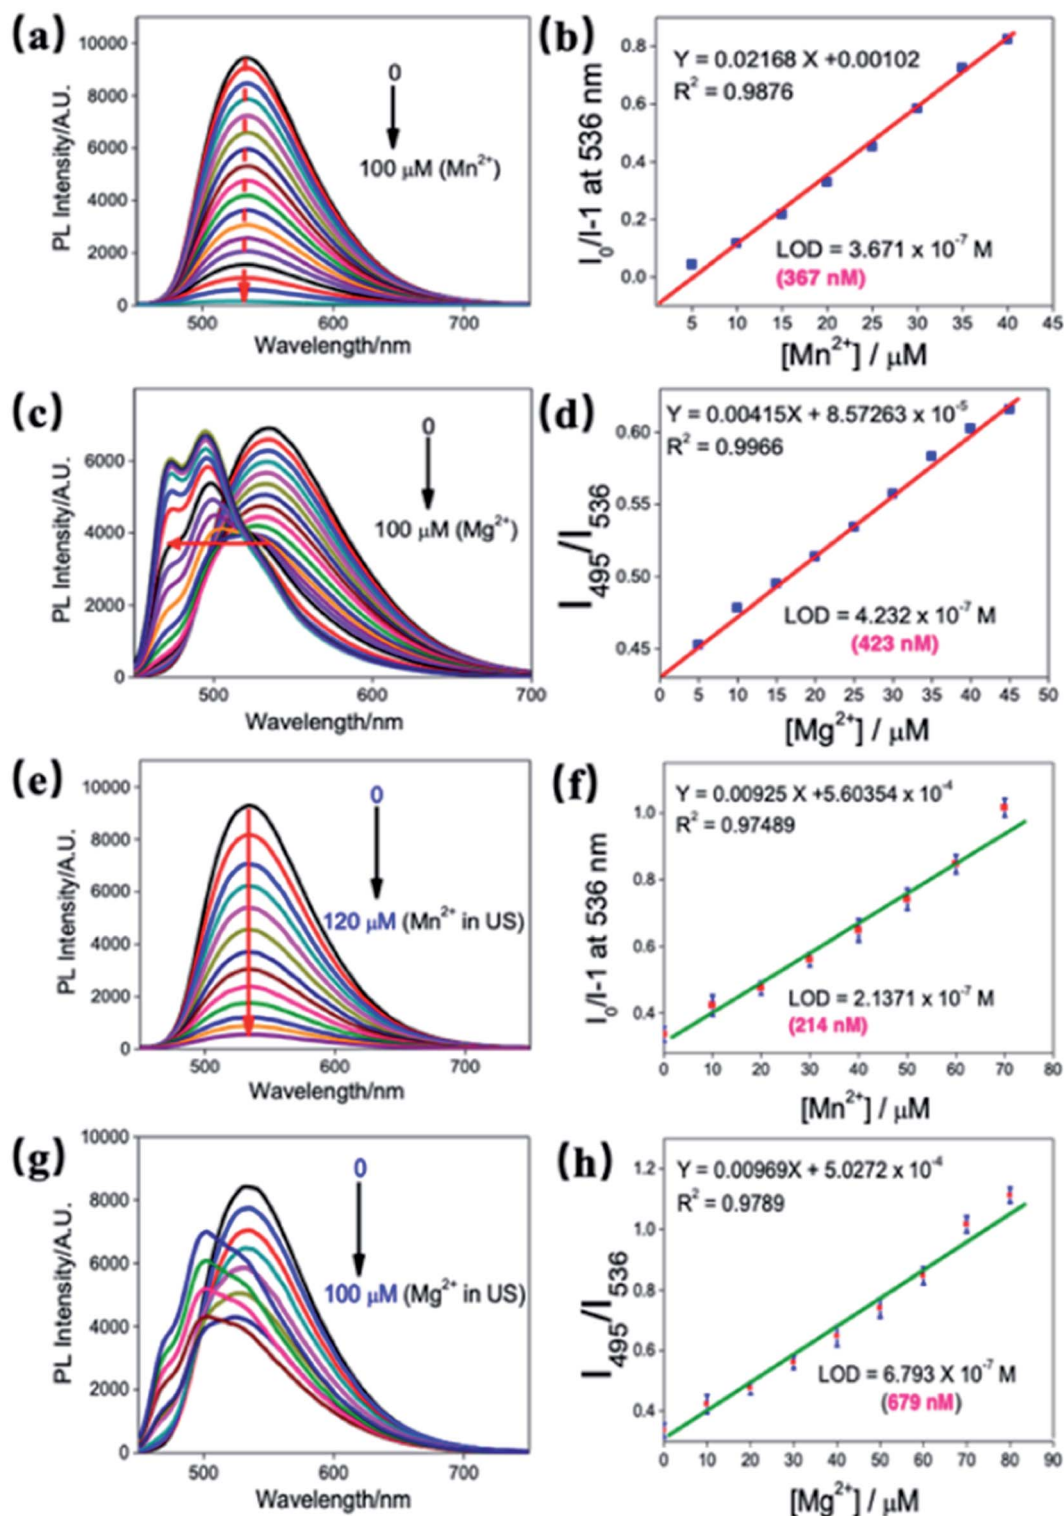 (a)
PL Intensity/A.U.
10000
8000
6000
4000
2000
0
0
100 μM (Mn²⁺)
500
600
700
Wavelength/nm
(b)
I₀/I-1 at 536 nm
0.8
0.6
0.4
0.2
0.0
Y = 0.02168 X +0.00102
R² = 0.9876
LOD = 3.671 x 10⁻⁷ M
(367 nM)
5 10 15 20 25 30 35 40 45
[Mn²⁺] / μM
(c)
PL Intensity/A.U.
6000
4000
2000
0
0
100 μM (Mg²⁺)
500
600
700
Wavelength/nm
(d)
I₄₉₅/I₅₃₆
0.60
0.55
0.50
0.45
Y = 0.00415X + 8.57263 x 10⁻⁵
R² = 0.9966
LOD = 4.232 x 10⁻⁷ M
(423 nM)
0 5 10 15 20 25 30 35 40 45 50
[Mg²⁺] / μM
(e)
PL Intensity/A.U.
10000
8000
6000
4000
2000
0
0
120 μM (Mn²⁺ in US)
500
600
700
Wavelength/nm
(f)
I₀/I-1 at 536 nm
1.0
0.8
0.6
0.4
Y = 0.00925 X +5.60354 x 10⁻⁴
R² = 0.97489
LOD = 2.1371 x 10⁻⁷ M
(214 nM)
0 10 20 30 40 50 60 70 80
[Mn²⁺] / μM
(g)
PL Intensity/A.U.
10000
8000
6000
4000
2000
0
0
100 μM (Mg²⁺ in US)
500
600
700
Wavelength/nm
(h)
I₄₉₅/I₅₃₆
1.2
1.0
0.8
0.6
0.4
Y = 0.00969X + 5.0272 x 10⁻⁴
R² = 0.9789
LOD = 6.793 X 10⁻⁷ M
(679 nM)
0 10 20 30 40 50 60 70 80 90
[Mg²⁺] / μM